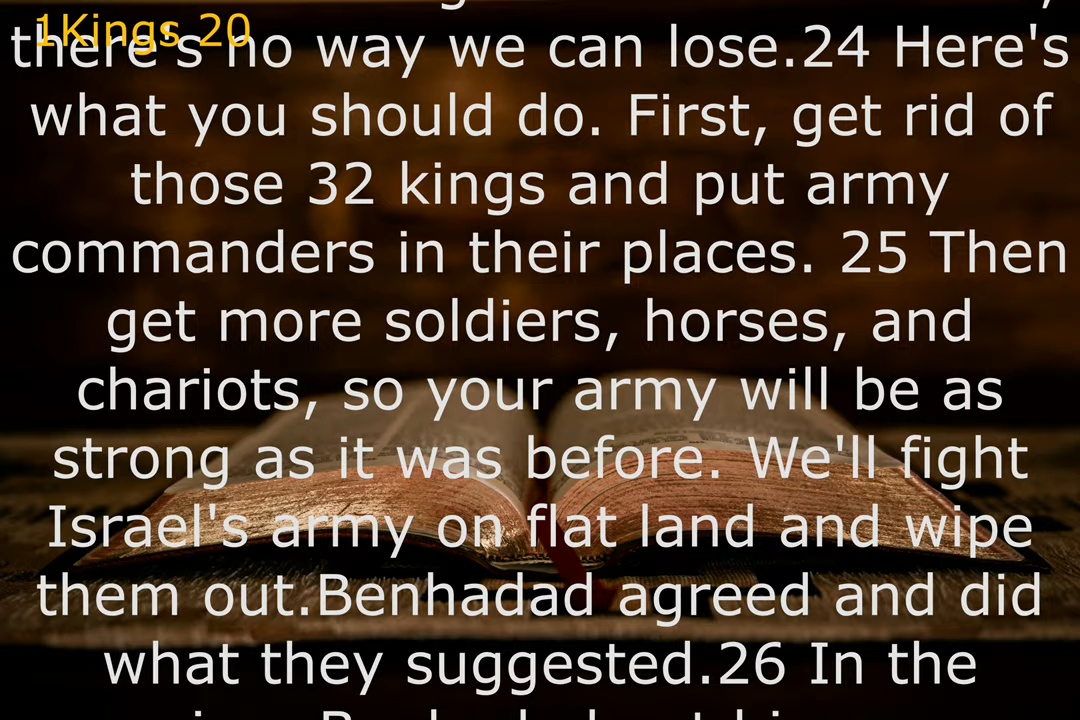 1Kings 20
there's no way we can lose.24 Here's
what you should do. First, get rid of
those 32 kings and put army
commanders in their places. 25 Then
get more soldiers, horses, and
chariots, so your army will be as
strong as it was before. We'll fight
Israel's army on flat land and wipe
them out.Benhadad agreed and did
what they suggested.26 In the